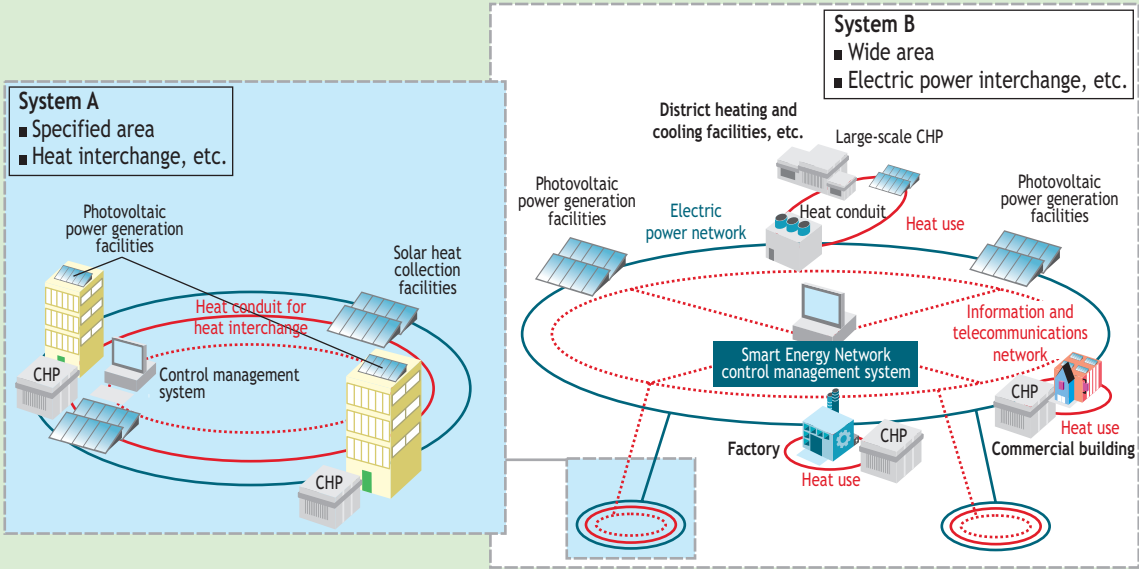 System A
■ Specified area
■ Heat interchange, etc.
Photovoltaic
power generation
facilities
Solar heat
collection
facilities
Heat conduit for
heat interchange
CHP
Control management
system
CHP
System B
■ Wide area
■ Electric power interchange, etc.
District heating and
cooling facilities, etc.
Large-scale CHP
Photovoltaic
power generation
facilities
Electric
power network
Heat conduit
Heat use
Photovoltaic
power generation
facilities
Information and
telecommunications
network
Smart Energy Network
control management system
CHP
Heat use
Commercial building
Factory
CHP
Heat use